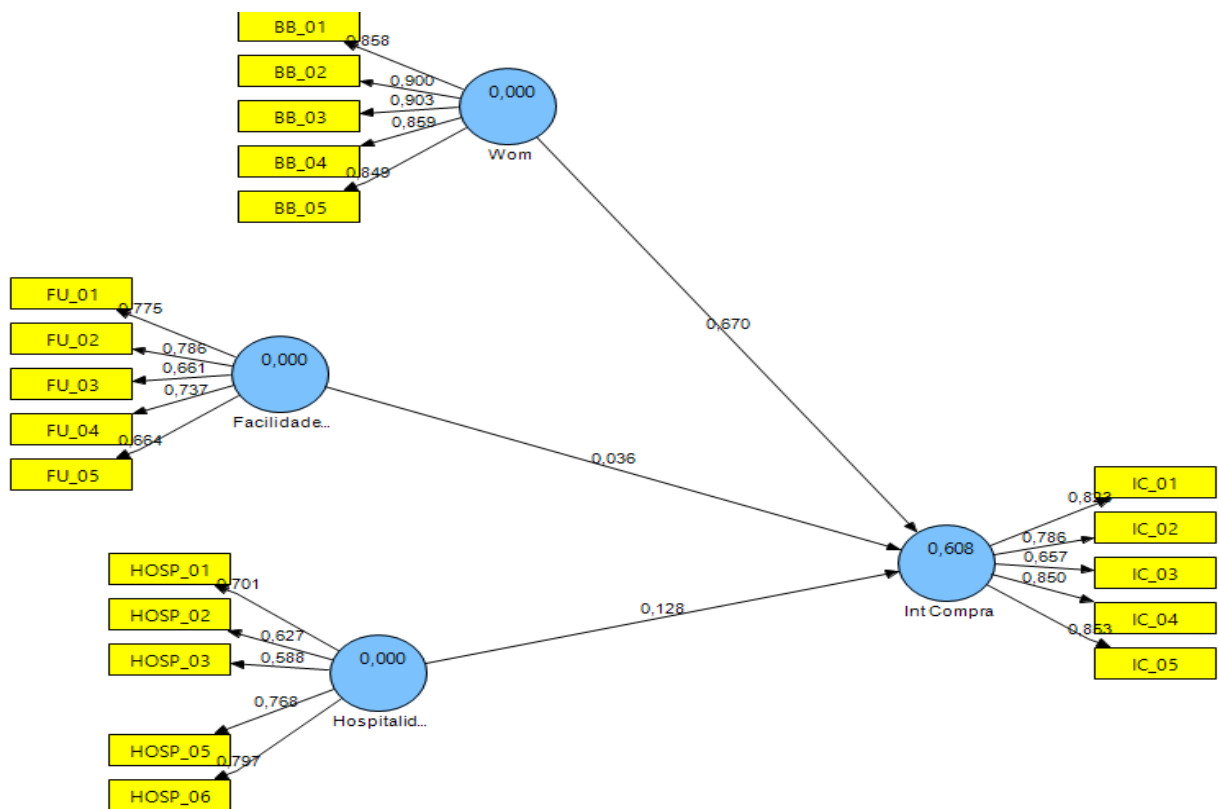 BB_01
BB_02
BB_03
BB_04
BB_05
0,858
0,900
0,903
0,859
0,849
0,000
Wom
0,670
FU_01
FU_02
FU_03
FU_04
FU_05
0,775
0,786
0,661
0,737
0,664
0,000
Facilidade...
0,036
HOSP_01
HOSP_02
HOSP_03
HOSP_05
HOSP_06
0,701
0,627
0,588
0,768
0,797
0,000
Hospitalid...
0,128
0,608
Int Compra
0,786
0,657
0,850
0,853
IC_01
IC_02
IC_03
IC_04
IC_05